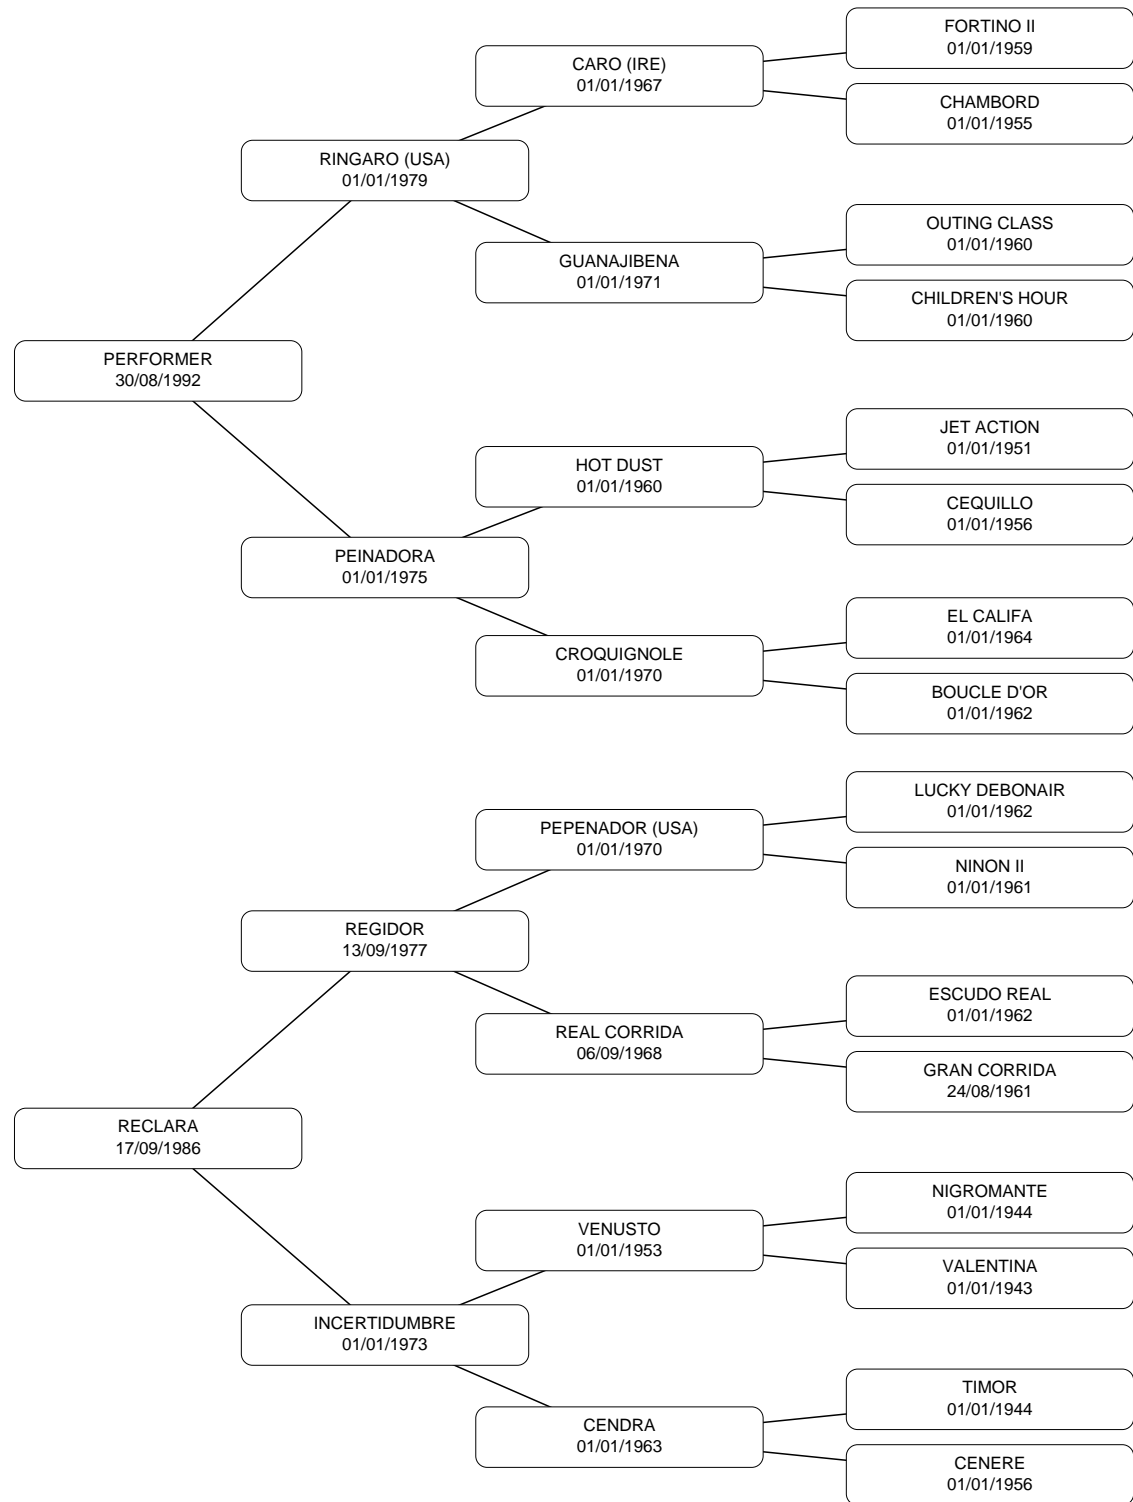 FORTINO II
01/01/1959
CARO (IRE)
01/01/1967
CHAMBORD
01/01/1955
RINGARO (USA)
01/01/1979
OUTING CLASS
01/01/1960
GUANAJIBENA
01/01/1971
CHILDREN'S HOUR
01/01/1960
PERFORMER
30/08/1992
JET ACTION
01/01/1951
HOT DUST
01/01/1960
CEQUILLO
01/01/1956
PEINADORA
01/01/1975
EL CALIFA
01/01/1964
CROQUIGNOLE
01/01/1970
BOUCLE D'OR
01/01/1962
LUCKY DEBONAIR
01/01/1962
PEPENADOR (USA)
01/01/1970
NINON II
01/01/1961
REGIDOR
13/09/1977
ESCUDO REAL
01/01/1962
REAL CORRIDA
06/09/1968
GRAN CORRIDA
24/08/1961
RECLARA
17/09/1986
NIGROMANTE
01/01/1944
VENUSTO
01/01/1953
VALENTINA
01/01/1943
INCERTIDUMBRE
01/01/1973
TIMOR
01/01/1944
CENDRA
01/01/1963
CENERE
01/01/1956